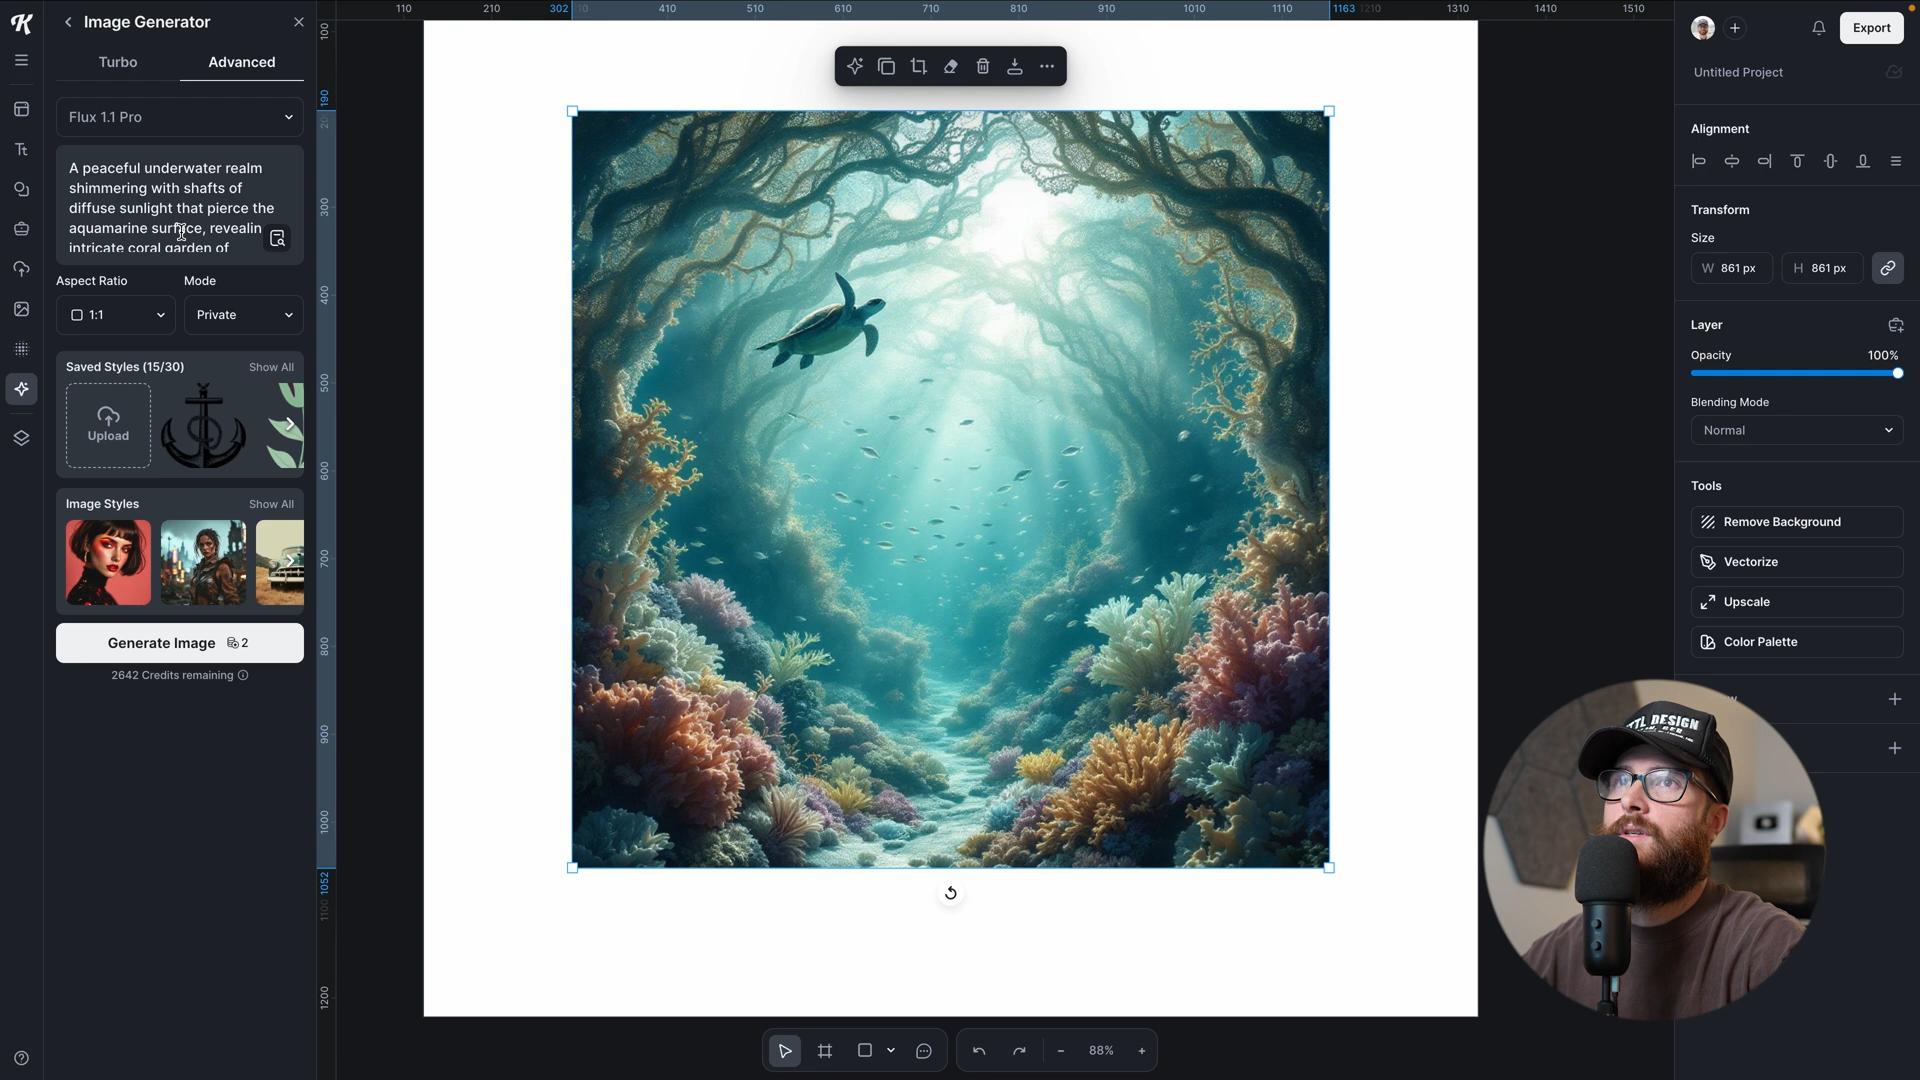 Image Generator
Turbo
Advanced
Flux 1.1 Pro
A peaceful underwater realm
shimmering with shafts of
diffuse sunlight that pierce the
aquamarine surface, revealin
intricate coral garden of
Aspect Ratio
Mode
1:1
Private
Saved Styles (15/30)
Show All
Upload
Image Styles
Show All
Generate Image 2
2642 Credits remaining
110 210 302 410 510 610 710 810 910 1010 1110 1163 1210 1310 1410 1510
100
190
300
400
500
600
700
800
900
1000
1052
1100
1200
88%
Export
Untitled Project
Alignment
Transform
Size
W 861 px
H 861 px
Layer
Opacity
100%
Blending Mode
Normal
Tools
Remove Background
Vectorize
Upscale
Color Palette
DESIGN